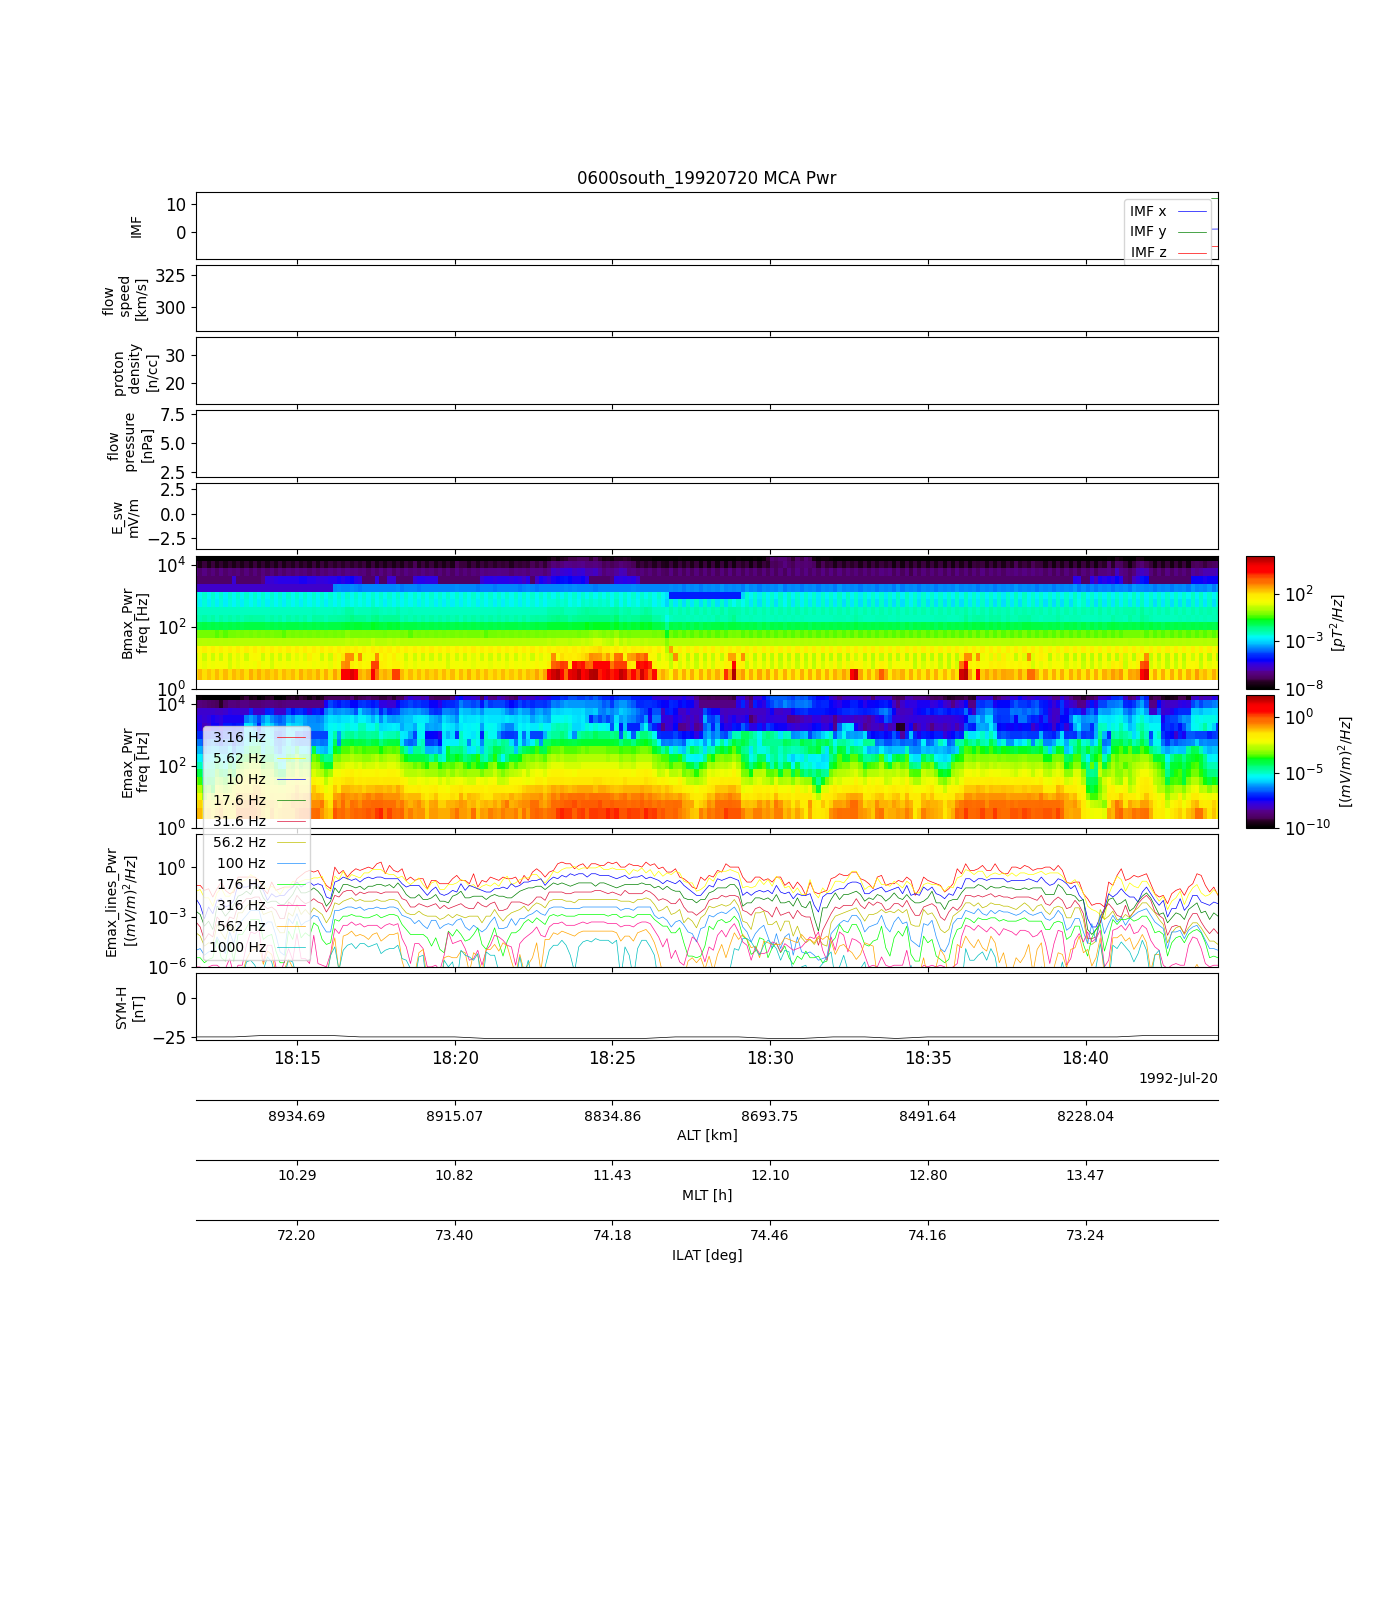 0600south_19920720 MCA Pwr
IMF
10
0
IMF x
IMF y
IMF z
flow
speed
[km/s]
325
300
proton
density
[n/cc]
30
20
flow
pressure
[nPa]
7.5
5.0
2.5
E_sw
mV/m
2.5
0.0
−2.5
Bmax_Pwr
freq [Hz]
10^4
10^2
10^0
10^2
10^−3
10^−8
[pT^2/Hz]
Emax_Pwr
freq [Hz]
10^4
10^2
10^0
10^0
10^−5
10^−10
[(mV/m)^2/Hz]
3.16 Hz
5.62 Hz
10 Hz
17.6 Hz
31.6 Hz
56.2 Hz
100 Hz
176 Hz
316 Hz
562 Hz
1000 Hz
Emax_lines_Pwr
[(mV/m)^2/Hz]
10^0
10^−3
10^−6
SYM-H
[nT]
0
−25
18:15 18:20 18:25 18:30 18:35 18:40
1992-Jul-20
8934.69 8915.07 8834.86 8693.75 8491.64 8228.04
ALT [km]
10.29 10.82 11.43 12.10 12.80 13.47
MLT [h]
72.20 73.40 74.18 74.46 74.16 73.24
ILAT [deg]